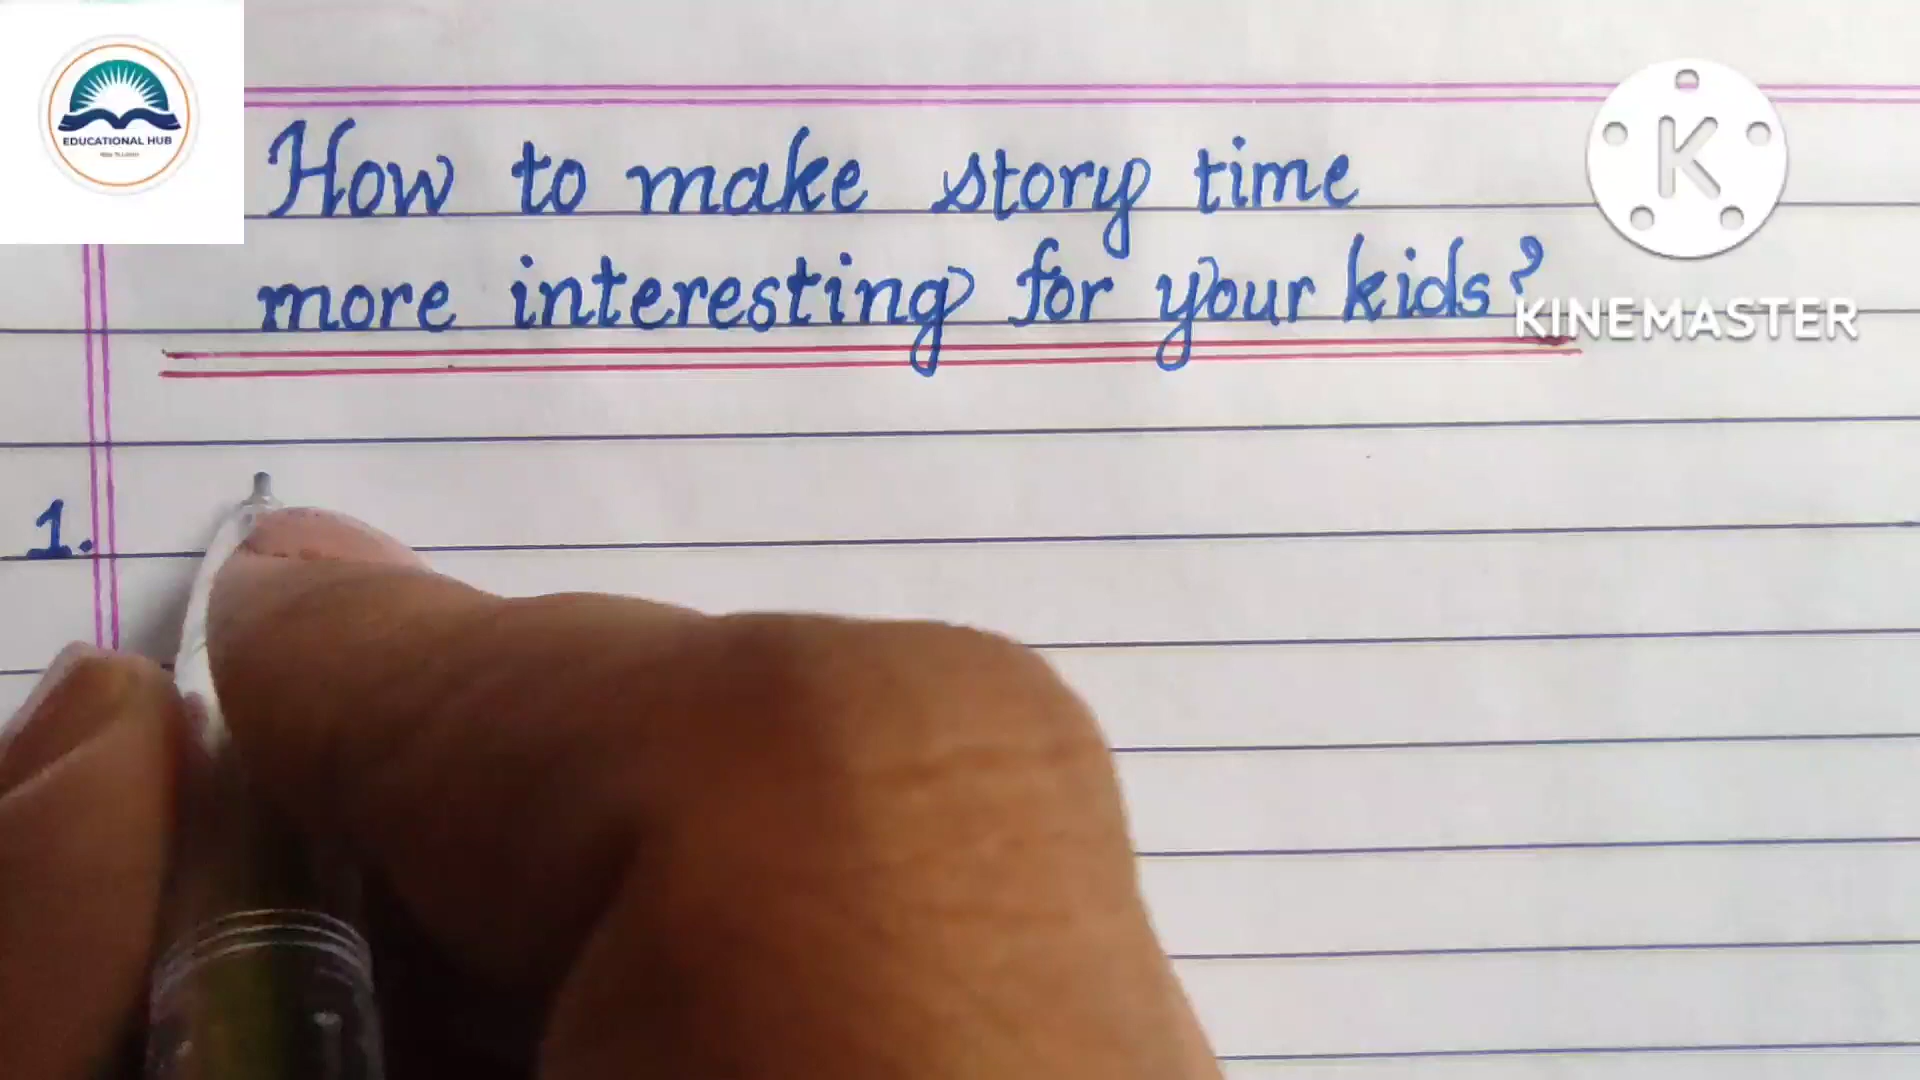 EDUCATIONAL HUB
How to make story time
more interesting for your kids?
KINEMASTER
1.